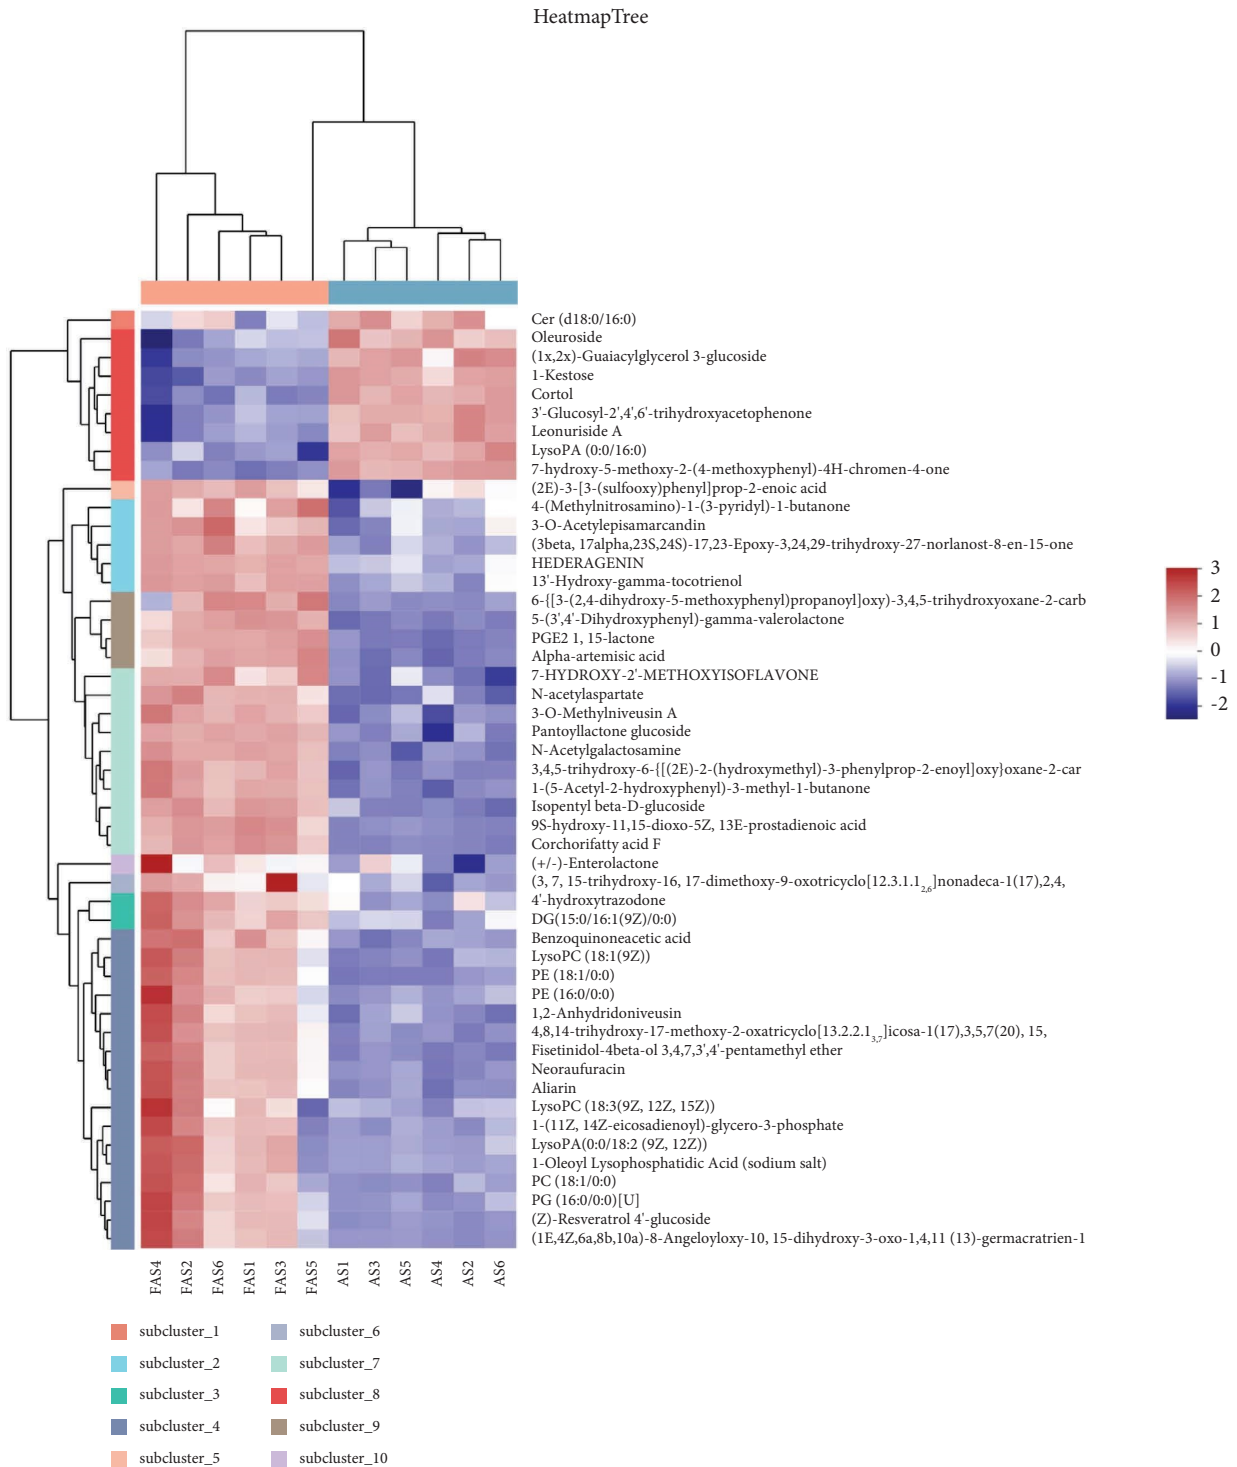 HeatmapTree
Cer (d18:0/16:0)
Oleuroside
(1x,2x)-Guaiacylglycerol 3-glucoside
1-Kestose
Cortol
3'-Glucosyl-2',4',6'-trihydroxyacetophenone
Leonuriside A
LysoPA (0:0/16:0)
7-hydroxy-5-methoxy-2-(4-methoxyphenyl)-4H-chromen-4-one
(2E)-3-[3-(sulfooxy)phenyl]prop-2-enoic acid
4-(Methylnitrosamino)-1-(3-pyridyl)-1-butanone
3-O-Acetylepisamarcandin
(3beta, 17alpha,23S,24S)-17,23-Epoxy-3,24,29-trihydroxy-27-norlanost-8-en-15-one
HEDERAGENIN
13'-Hydroxy-gamma-tocotrienol
6-{[3-(2,4-dihydroxy-5-methoxyphenyl)propanoyl]oxy)-3,4,5-trihydroxyoxane-2-carb
5-(3',4'-Dihydroxyphenyl)-gamma-valerolactone
PGE2 1, 15-lactone
Alpha-artemisic acid
7-HYDROXY-2'-METHOXYISOFLAVONE
N-acetylaspartate
3-O-Methylniveusin A
Pantoyllactone glucoside
N-Acetylgalactosamine
3,4,5-trihydroxy-6-{[(2E)-2-(hydroxymethyl)-3-phenylprop-2-enoyl]oxy}oxane-2-car
1-(5-Acetyl-2-hydroxyphenyl)-3-methyl-1-butanone
Isopentyl beta-D-glucoside
9S-hydroxy-11,15-dioxo-5Z, 13E-prostadienoic acid
Corchorifatty acid F
(+/-)-Enterolactone
(3, 7, 15-trihydroxy-16, 17-dimethoxy-9-oxotricyclo[12.3.1.1_2,6]nonadeca-1(17),2,4,
4'-hydroxytrazodone
DG(15:0/16:1(9Z)/0:0)
Benzoquinoneacetic acid
LysoPC (18:1(9Z))
PE (18:1/0:0)
PE (16:0/0:0)
1,2-Anhydridoniveusin
4,8,14-trihydroxy-17-methoxy-2-oxatricyclo[13.2.2.1_3,7]icosa-1(17),3,5,7(20), 15,
Fisetinidol-4beta-ol 3,4,7,3',4'-pentamethyl ether
Neoraufuracin
Aliarin
LysoPC (18:3(9Z, 12Z, 15Z))
1-(11Z, 14Z-eicosadienoyl)-glycero-3-phosphate
LysoPA(0:0/18:2 (9Z, 12Z))
1-Oleoyl Lysophosphatidic Acid (sodium salt)
PC (18:1/0:0)
PG (16:0/0:0)[U]
(Z)-Resveratrol 4'-glucoside
(1E,4Z,6a,8b,10a)-8-Angeloyloxy-10, 15-dihydroxy-3-oxo-1,4,11 (13)-germacratrien-1
3
2
1
0
-1
-2
FAS4 FAS2 FAS6 FAS1 FAS3 FAS5 AS1 AS3 AS5 AS4 AS2 AS6
subcluster_1 subcluster_6
subcluster_2 subcluster_7
subcluster_3 subcluster_8
subcluster_4 subcluster_9
subcluster_5 subcluster_10